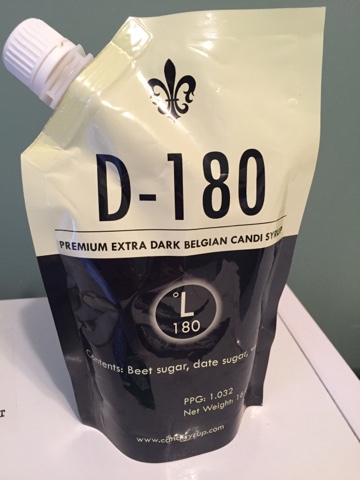 D-180
PREMIUM EXTRA DARK BELGIAN CANDI
°L
180
Contents: Beet sugar, date sugar,
PPG: 1.032
Net Weight:
www.candisyrup.com